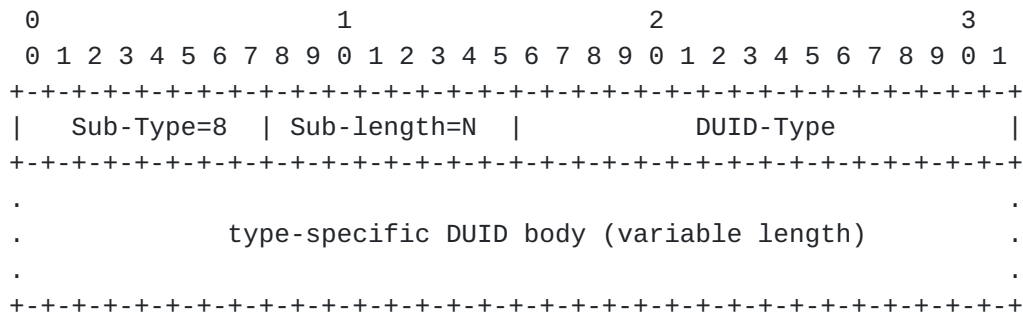 0                   1                   2                   3
 0 1 2 3 4 5 6 7 8 9 0 1 2 3 4 5 6 7 8 9 0 1 2 3 4 5 6 7 8 9 0 1
+-+-+-+-+-+-+-+-+-+-+-+-+-+-+-+-+-+-+-+-+-+-+-+-+-+-+-+-+-+-+-+-+
|   Sub-Type=8  | Sub-length=N  |           DUID-Type           |
+-+-+-+-+-+-+-+-+-+-+-+-+-+-+-+-+-+-+-+-+-+-+-+-+-+-+-+-+-+-+-+-+
.                                                               .
.             type-specific DUID body (variable length)         .
.                                                               .
+-+-+-+-+-+-+-+-+-+-+-+-+-+-+-+-+-+-+-+-+-+-+-+-+-+-+-+-+-+-+-+-+